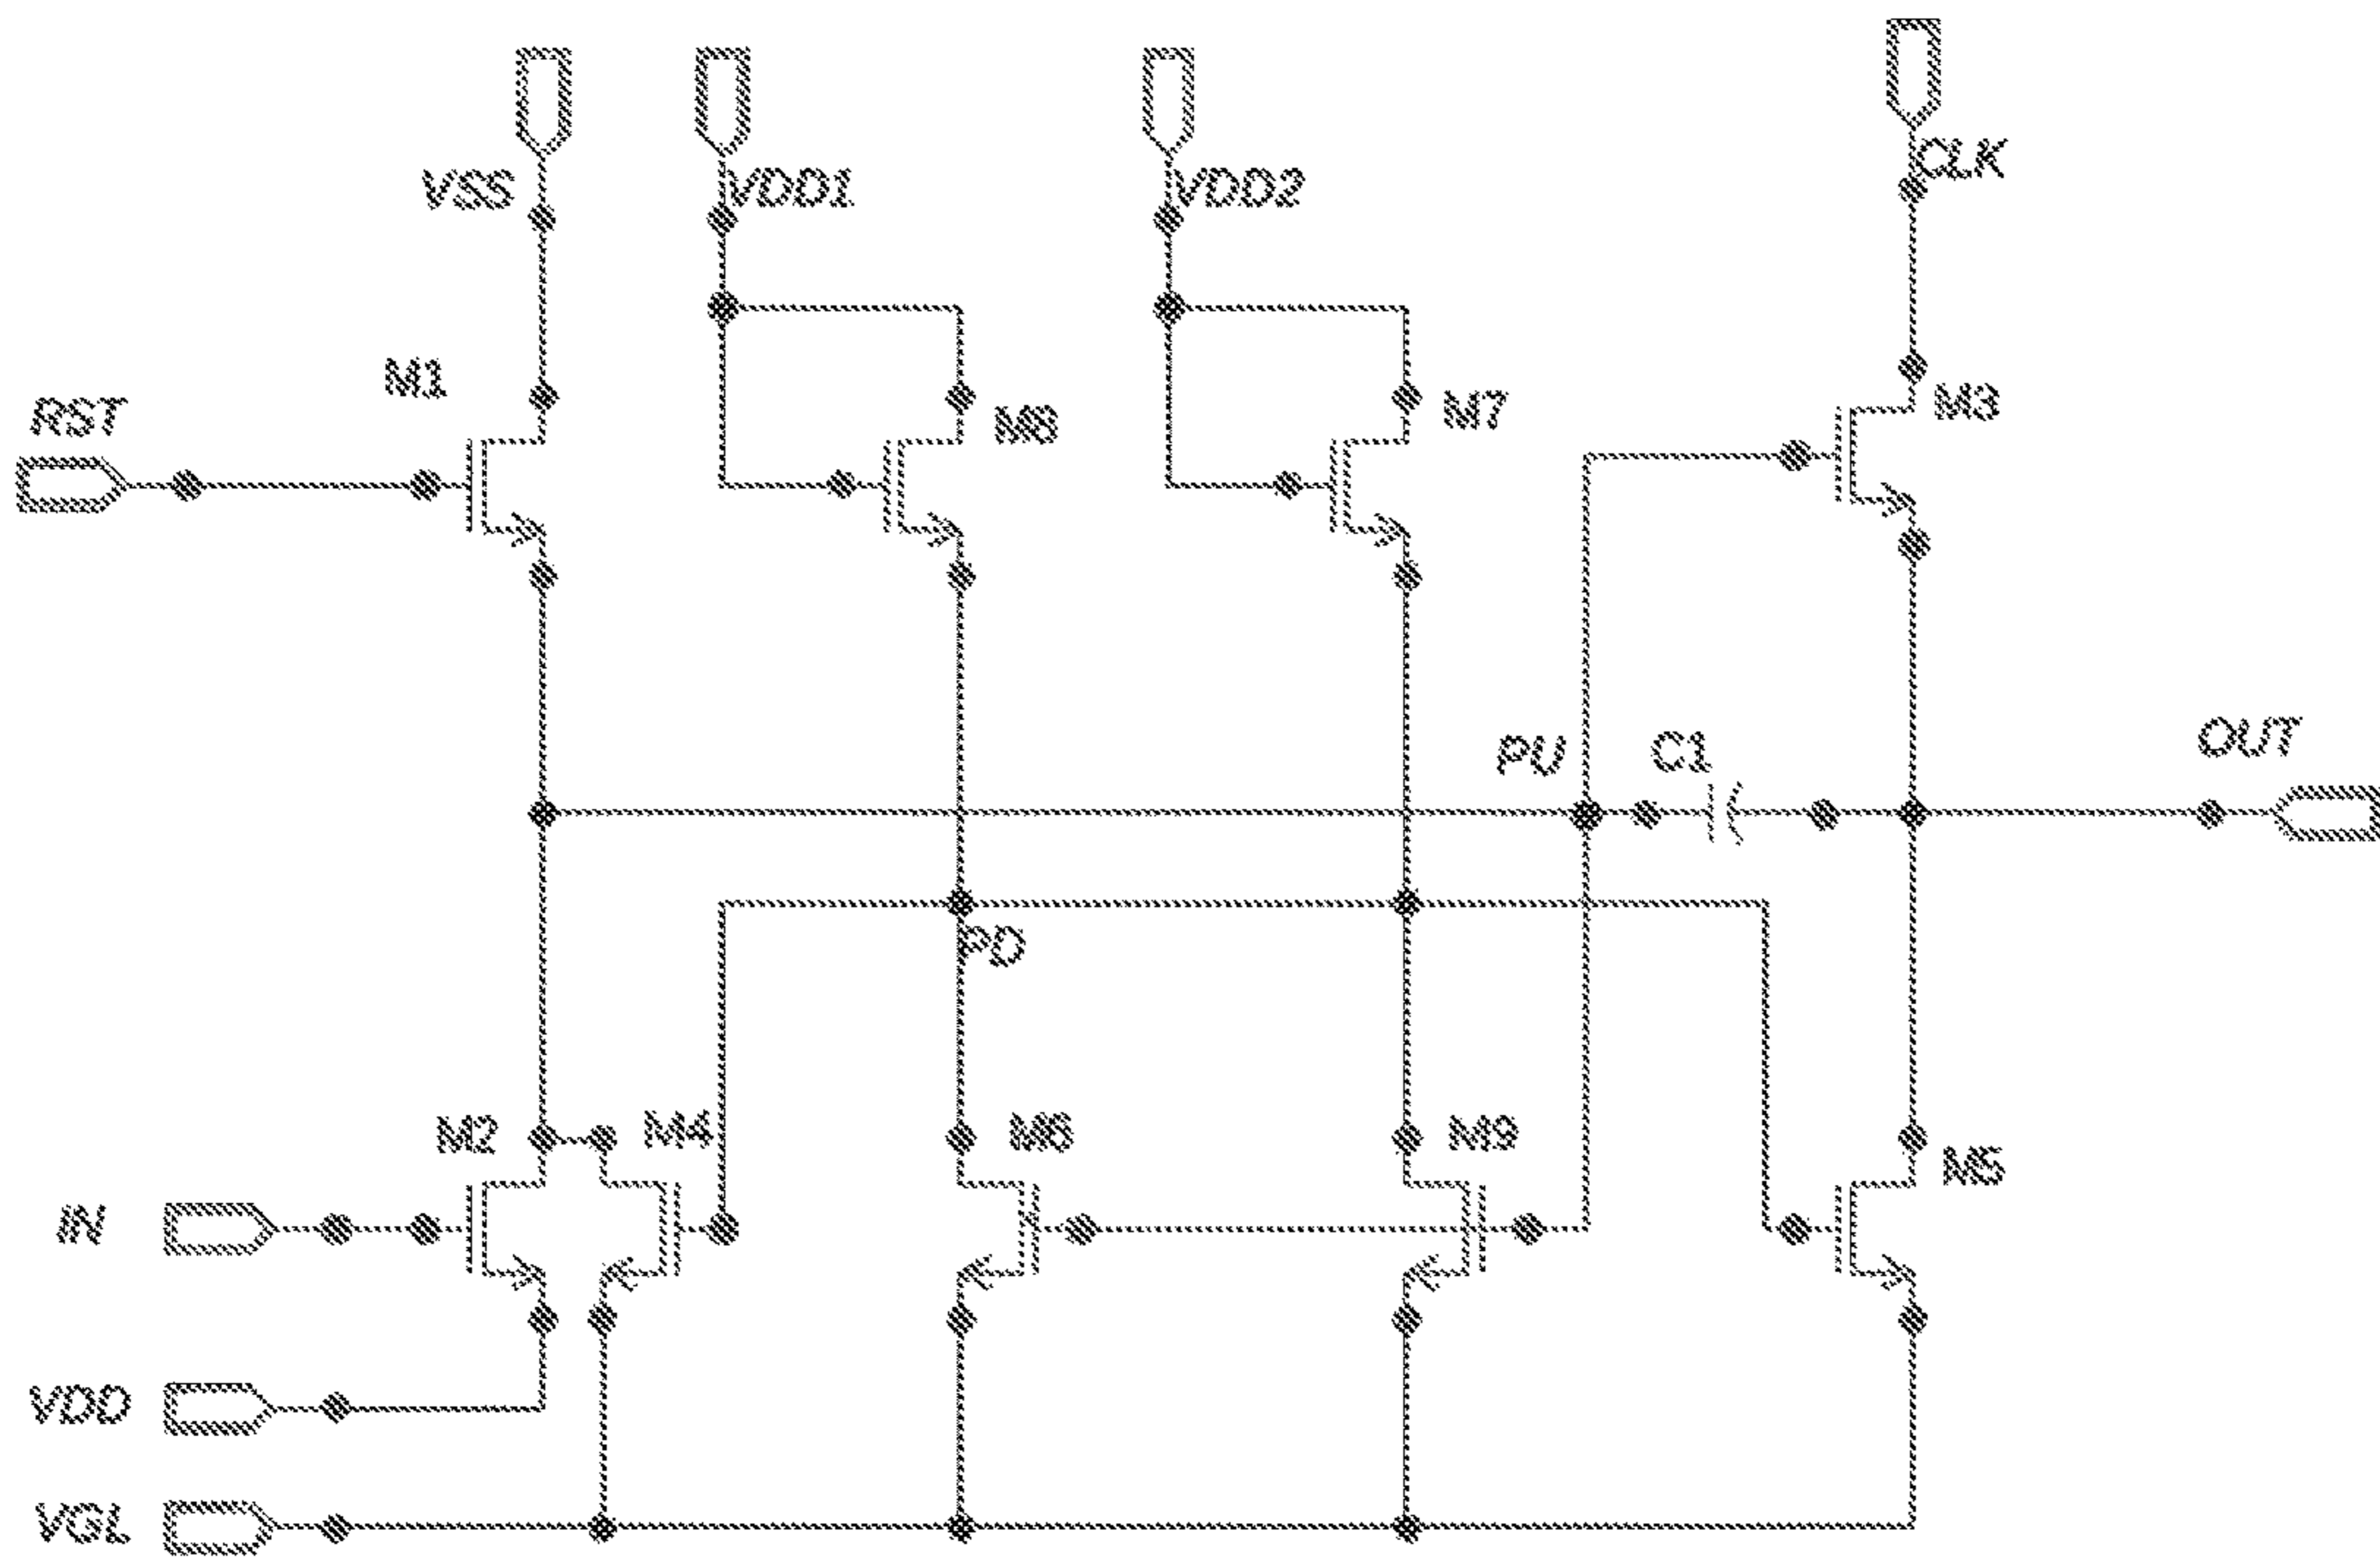 CLK
VSS VDD1 VDD2
M1 M8 M7 M3
RST
PU C1 OUT
PD
M2 M4 M6 M9 M5
IN
VDD
VGL